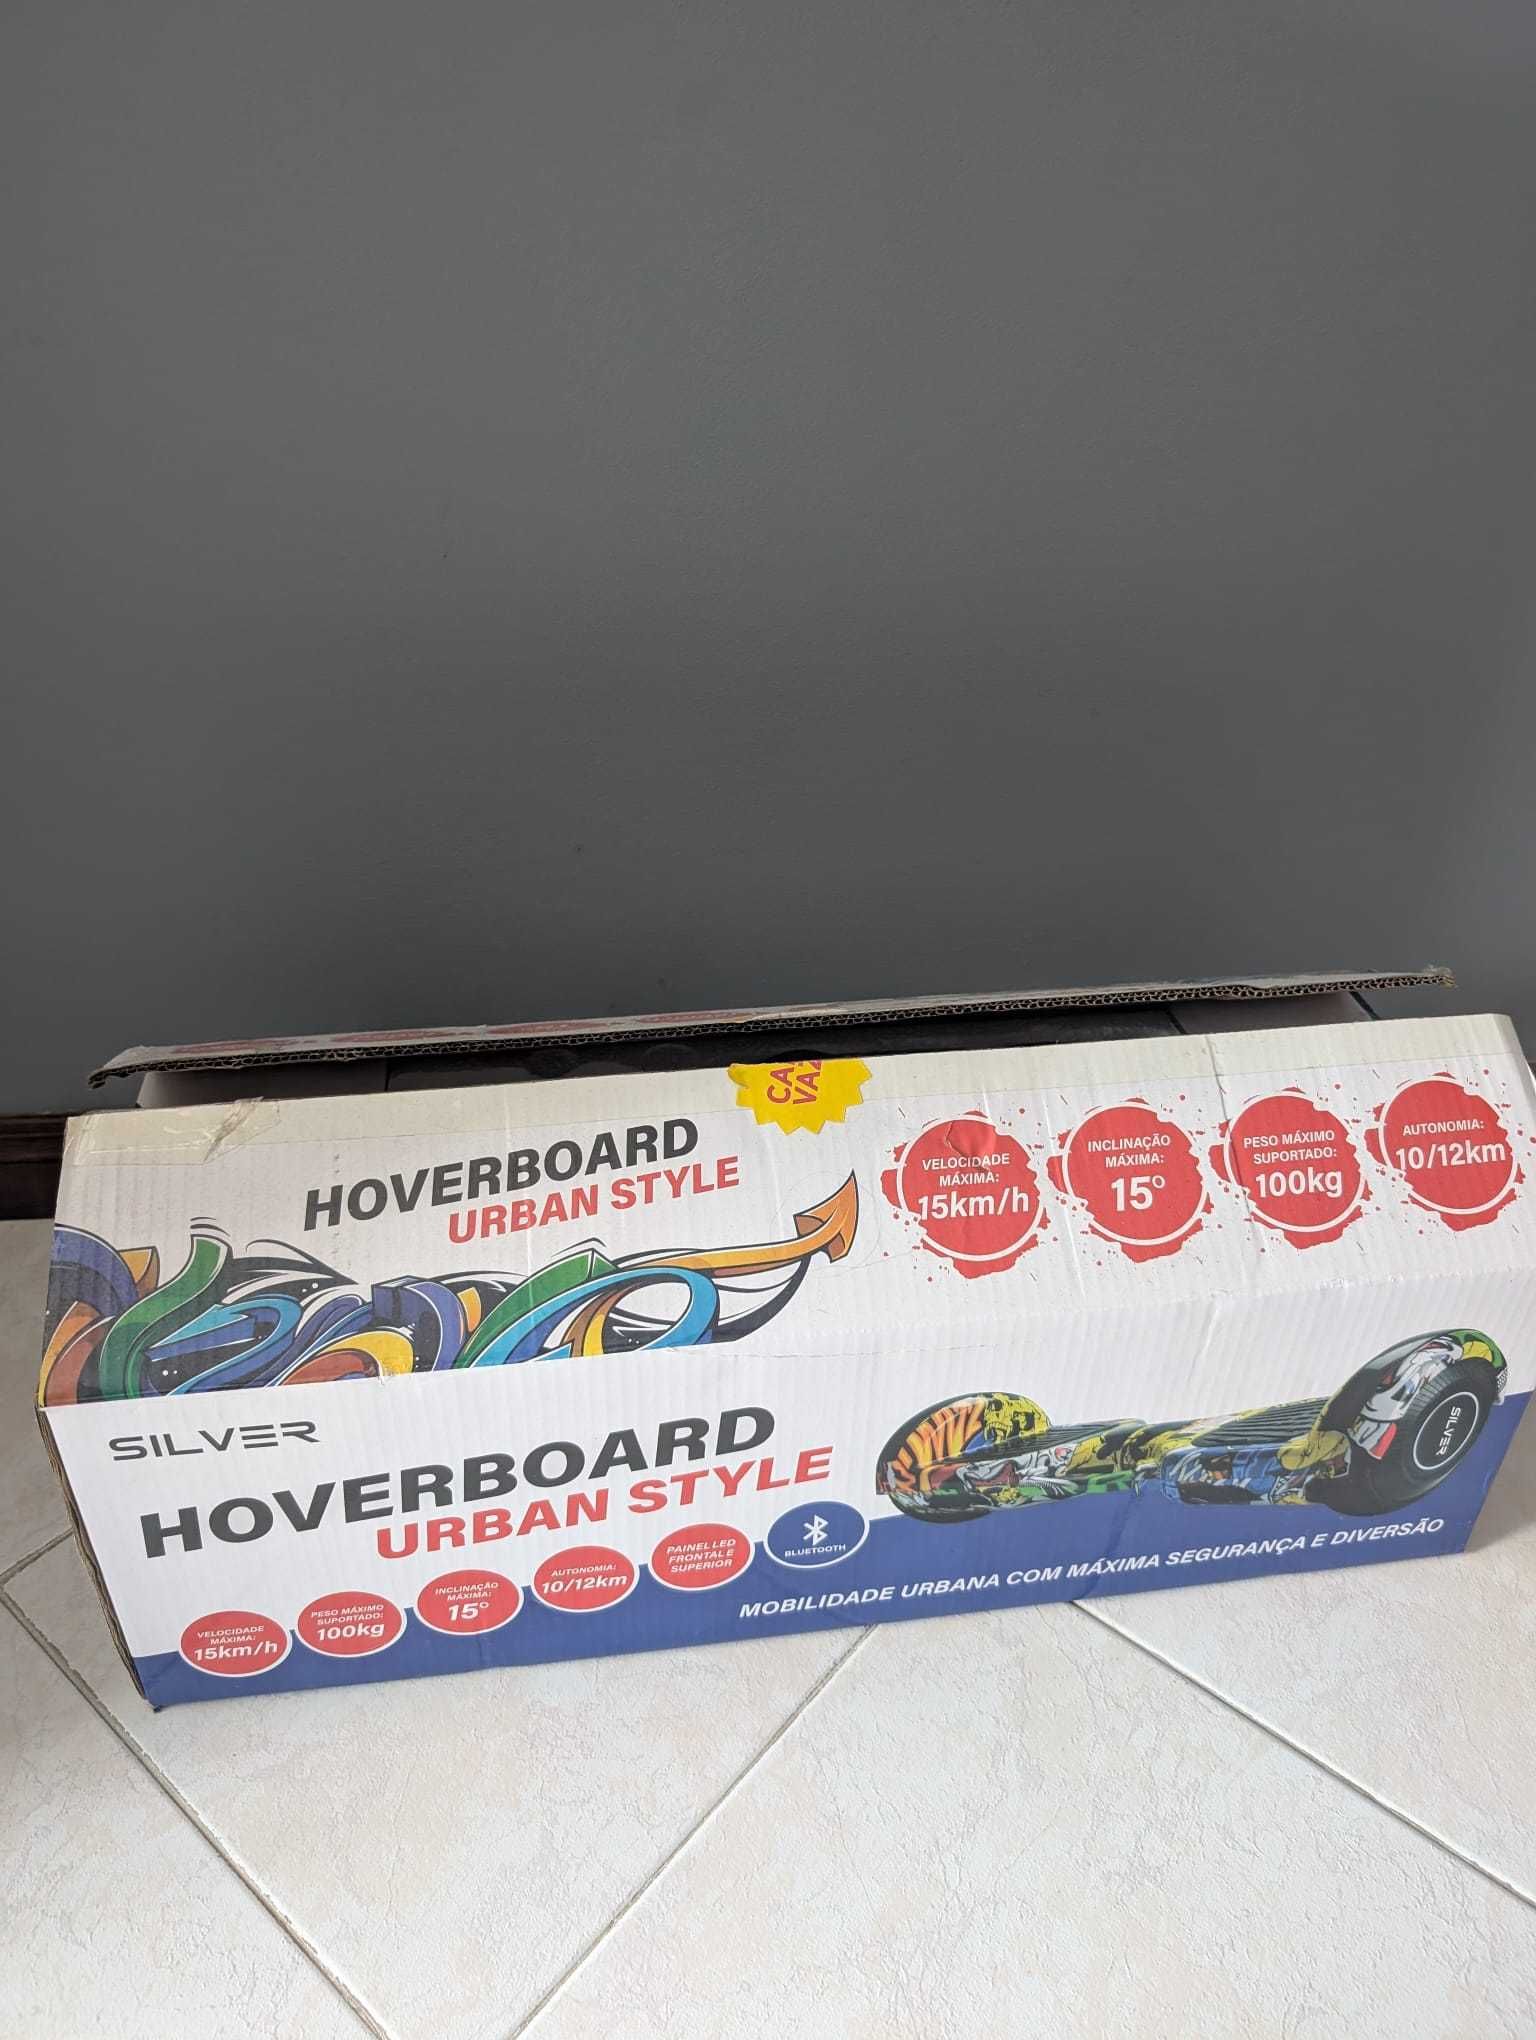 HOVERBOARD
URBAN STYLE
VELOCIDADE
MÁXIMA:
15km/h
INCLINAÇÃO
MÁXIMA:
15º
PESO MÁXIMO
SUPORTADO:
100kg
AUTONOMIA:
10/12km
SILVER
HOVERBOARD
URBAN STYLE
VELOCIDADE
MÁXIMA:
15km/h
PESO MÁXIMO
SUPORTADO:
100kg
INCLINAÇÃO
MÁXIMA:
15º
AUTONOMIA:
10/12km
PAINEL LED
FRONTAL E
SUPERIOR
BLUETOOTH
SILVER
MOBILIDADE URBANA COM MÁXIMA SEGURANÇA E DIVERSÃO